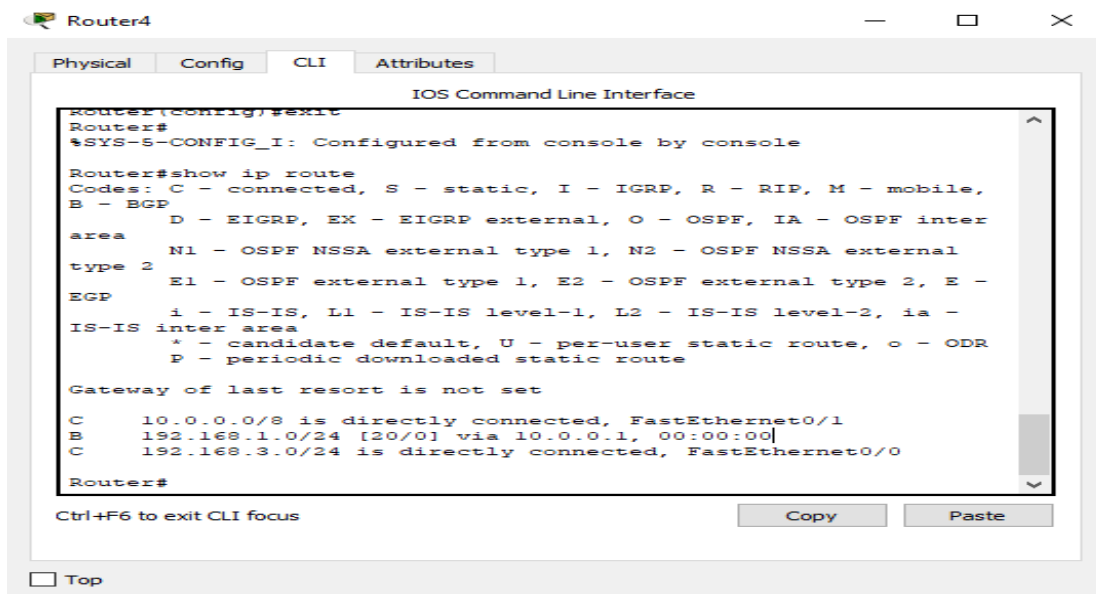 Router4
Physical Config CLI Attributes
IOS Command Line Interface
Router(config)#exit
Router#
%SYS-5-CONFIG_I: Configured from console by console
Router#show ip route
Codes: C - connected, S - static, I - IGRP, R - RIP, M - mobile,
B - BGP
D - EIGRP, EX - EIGRP external, O - OSPF, IA - OSPF inter
area
N1 - OSPF NSSA external type 1, N2 - OSPF NSSA external
type 2
E1 - OSPF external type 1, E2 - OSPF external type 2, E -
EGP
i - IS-IS, L1 - IS-IS level-1, L2 - IS-IS level-2, ia -
IS-IS inter area
* - candidate default, U - per-user static route, o - ODR
P - periodic downloaded static route
Gateway of last resort is not set
C 10.0.0.0/8 is directly connected, FastEthernet0/1
B 192.168.1.0/24 [20/0] via 10.0.0.1, 00:00:00
C 192.168.3.0/24 is directly connected, FastEthernet0/0
Router#
Ctrl+F6 to exit CLI focus
Copy Paste
Top